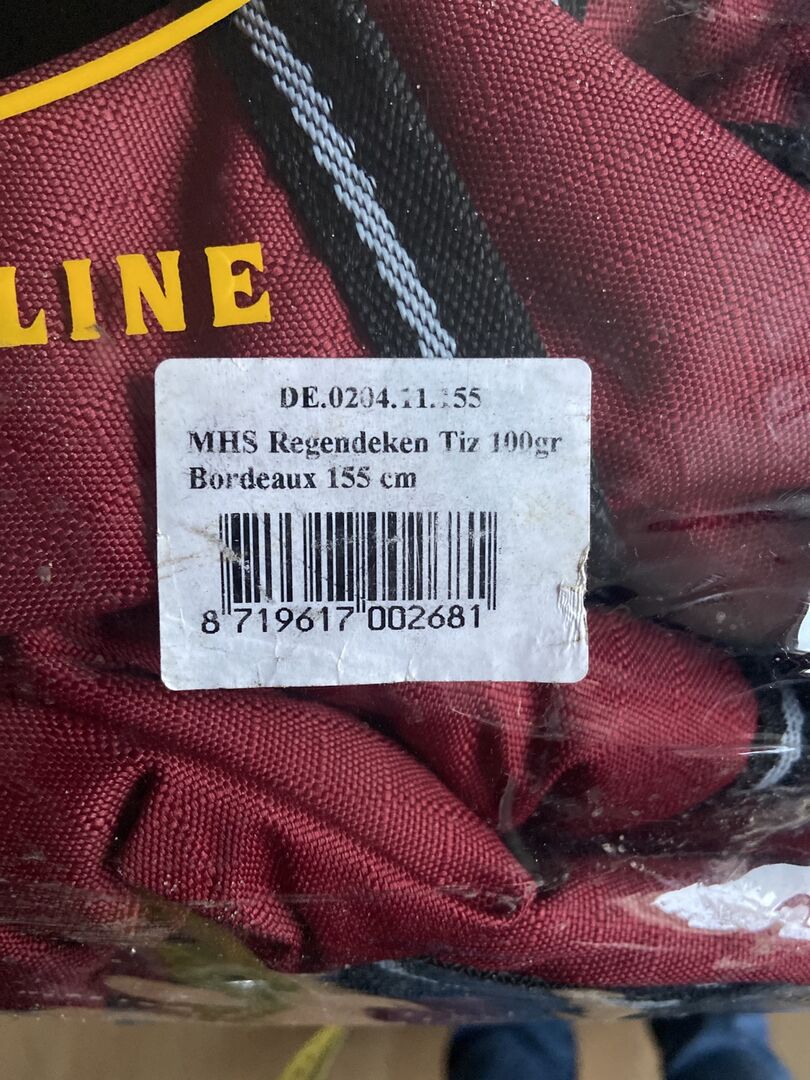 LINE
DE.0204.11.155
MHS Regendeken Tiz 100gr
Bordeaux 155 cm
8 719617 002681